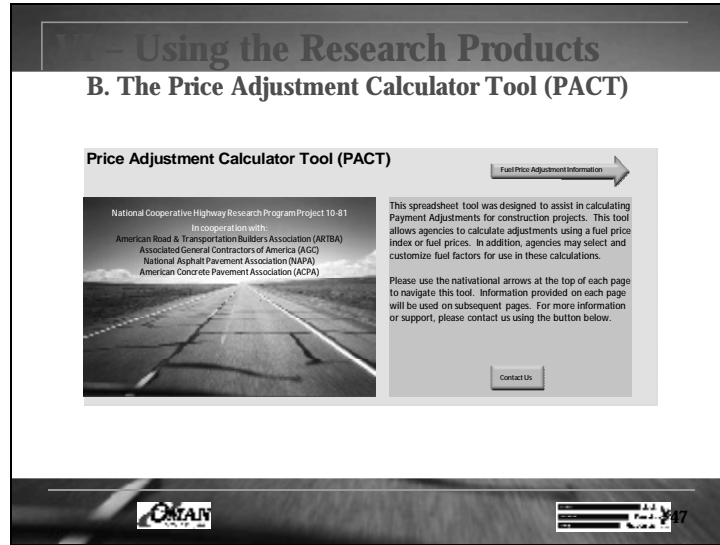 VI – Using the Research Products
B. The Price Adjustment Calculator Tool (PACT)
Price Adjustment Calculator Tool (PACT)
Fuel Price Adjustment Information
National Cooperative Highway Research Program Project 10-81
In cooperation with:
American Road & Transportation Builders Association (ARTBA)
Associated General Contractors of America (AGC)
National Asphalt Pavement Association (NAPA)
American Concrete Pavement Association (ACPA)
This spreadsheet tool was designed to assist in calculating
Payment Adjustments for construction projects. This tool
allows agencies to calculate adjustments using a fuel price
index or fuel prices. In addition, agencies may select and
customize fuel factors for use in these calculations.
Please use the nativational arrows at the top of each page
to navigate this tool. Information provided on each page
will be used on subsequent pages. For more information
or support, please contact us using the button below.
Contact Us
OMAN
47